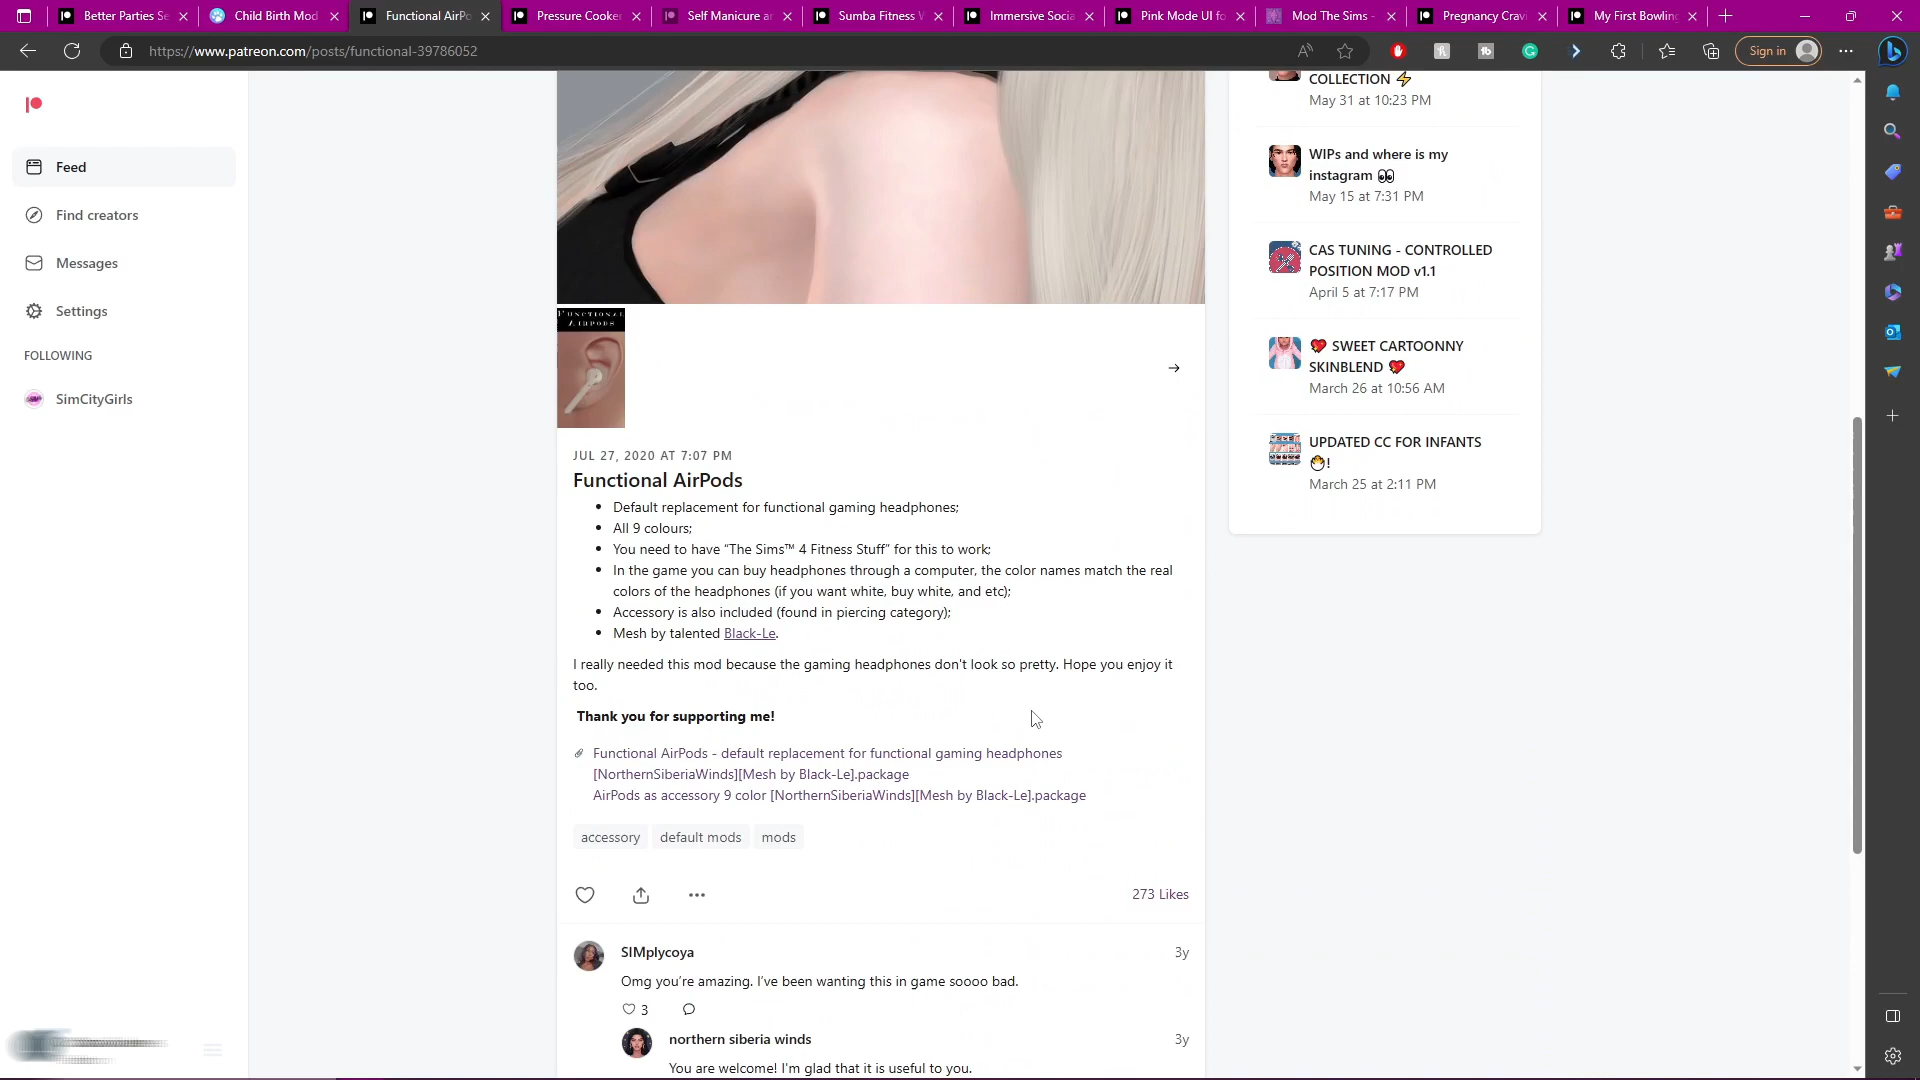 Better Parties Se
Child Birth Mod
Functional AirPo
Pressure Cooker
Self Manicure ar
Sumba Fitness W
Immersive Socia
Pink Mode UI fo
Mod The Sims -
Pregnancy Cravi
My First Bowling
https://www.patreon.com/posts/functional-39786052
Sign in
Feed
Find creators
Messages
Settings
FOLLOWING
SimCityGirls
FUNCTIONAL
AIRPODS
JUL 27, 2020 AT 7:07 PM
Functional AirPods
• Default replacement for functional gaming headphones;
• All 9 colours;
• You need to have “The Sims™ 4 Fitness Stuff” for this to work;
• In the game you can buy headphones through a computer, the color names match the real
colors of the headphones (if you want white, buy white, and etc);
• Accessory is also included (found in piercing category);
• Mesh by talented Black-Le.
I really needed this mod because the gaming headphones don't look so pretty. Hope you enjoy it
too.
Thank you for supporting me!
Functional AirPods - default replacement for functional gaming headphones
[NorthernSiberiaWinds][Mesh by Black-Le].package
AirPods as accessory 9 color [NorthernSiberiaWinds][Mesh by Black-Le].package
accessory default mods mods
273 Likes
SIMplycoya 3y
Omg you’re amazing. I’ve been wanting this in game soooo bad.
3
northern siberia winds 3y
You are welcome! I'm glad that it is useful to you.
COLLECTION ⚡
May 31 at 10:23 PM
WIPs and where is my
instagram 👀
May 15 at 7:31 PM
CAS TUNING - CONTROLLED
POSITION MOD v1.1
April 5 at 7:17 PM
💖 SWEET CARTOONNY
SKINBLEND 💖
March 26 at 10:56 AM
UPDATED CC FOR INFANTS
🐣!
March 25 at 2:11 PM